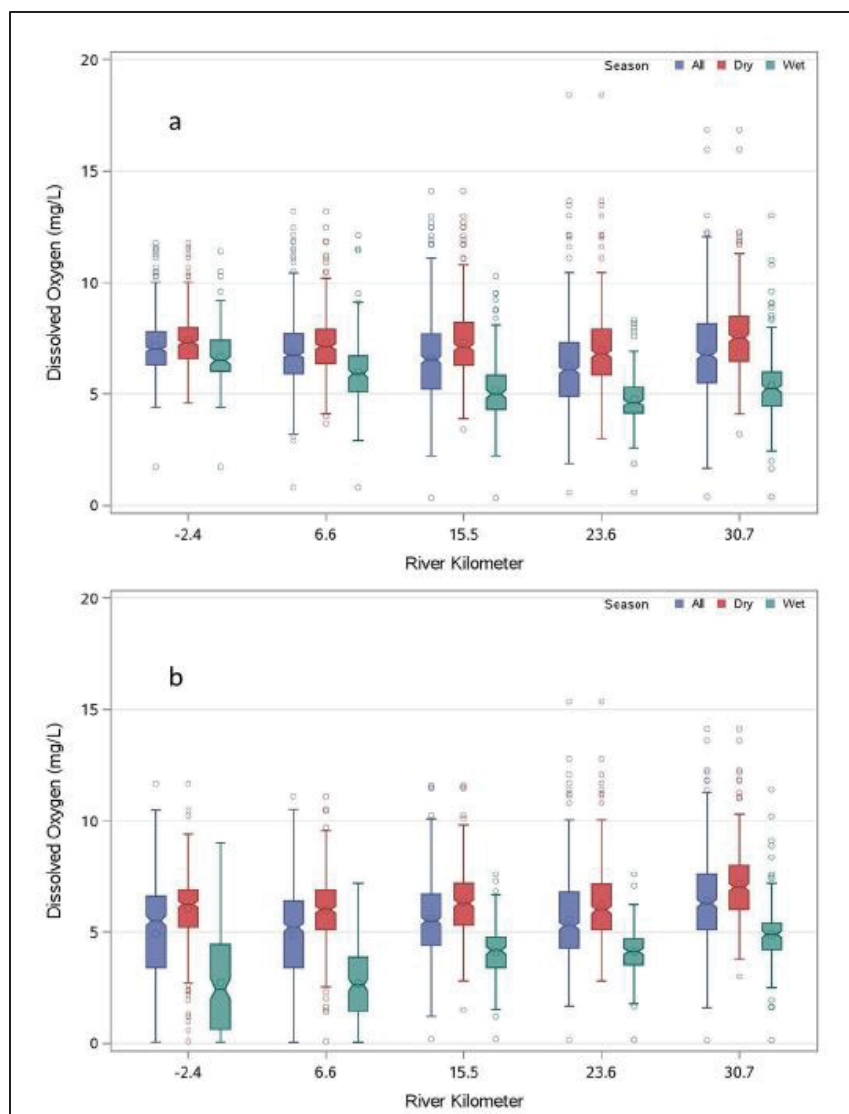 20
Season All Dry Wet
a
15
10
5
0
Dissolved Oxygen (mg/L)
-2.4 6.6 15.5 23.6 30.7
River Kilometer
20
Season All Dry Wet
b
15
10
5
0
Dissolved Oxygen (mg/L)
-2.4 6.6 15.5 23.6 30.7
River Kilometer